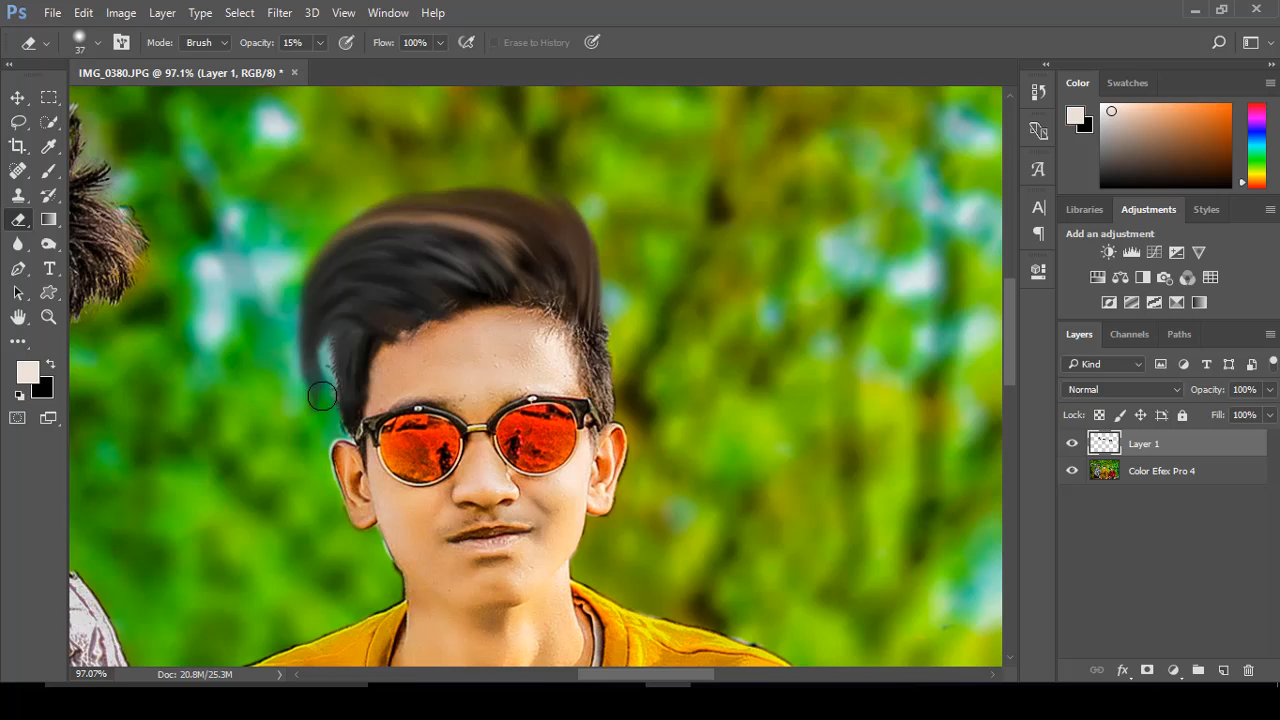 Ps File Edit Image Layer Type Select Filter 3D View Window Help
37 Mode: Brush Opacity: 15% Flow: 100% Erase to History
IMG_0380.JPG @ 97.1% (Layer 1, RGB/8) * ×
Color Swatches
Libraries Adjustments Styles
Add an adjustment
Layers Channels Paths
Kind
Normal Opacity: 100%
Lock: Fill: 100%
Layer 1
Color Efex Pro 4
97.07% Doc: 20.8M/25.3M